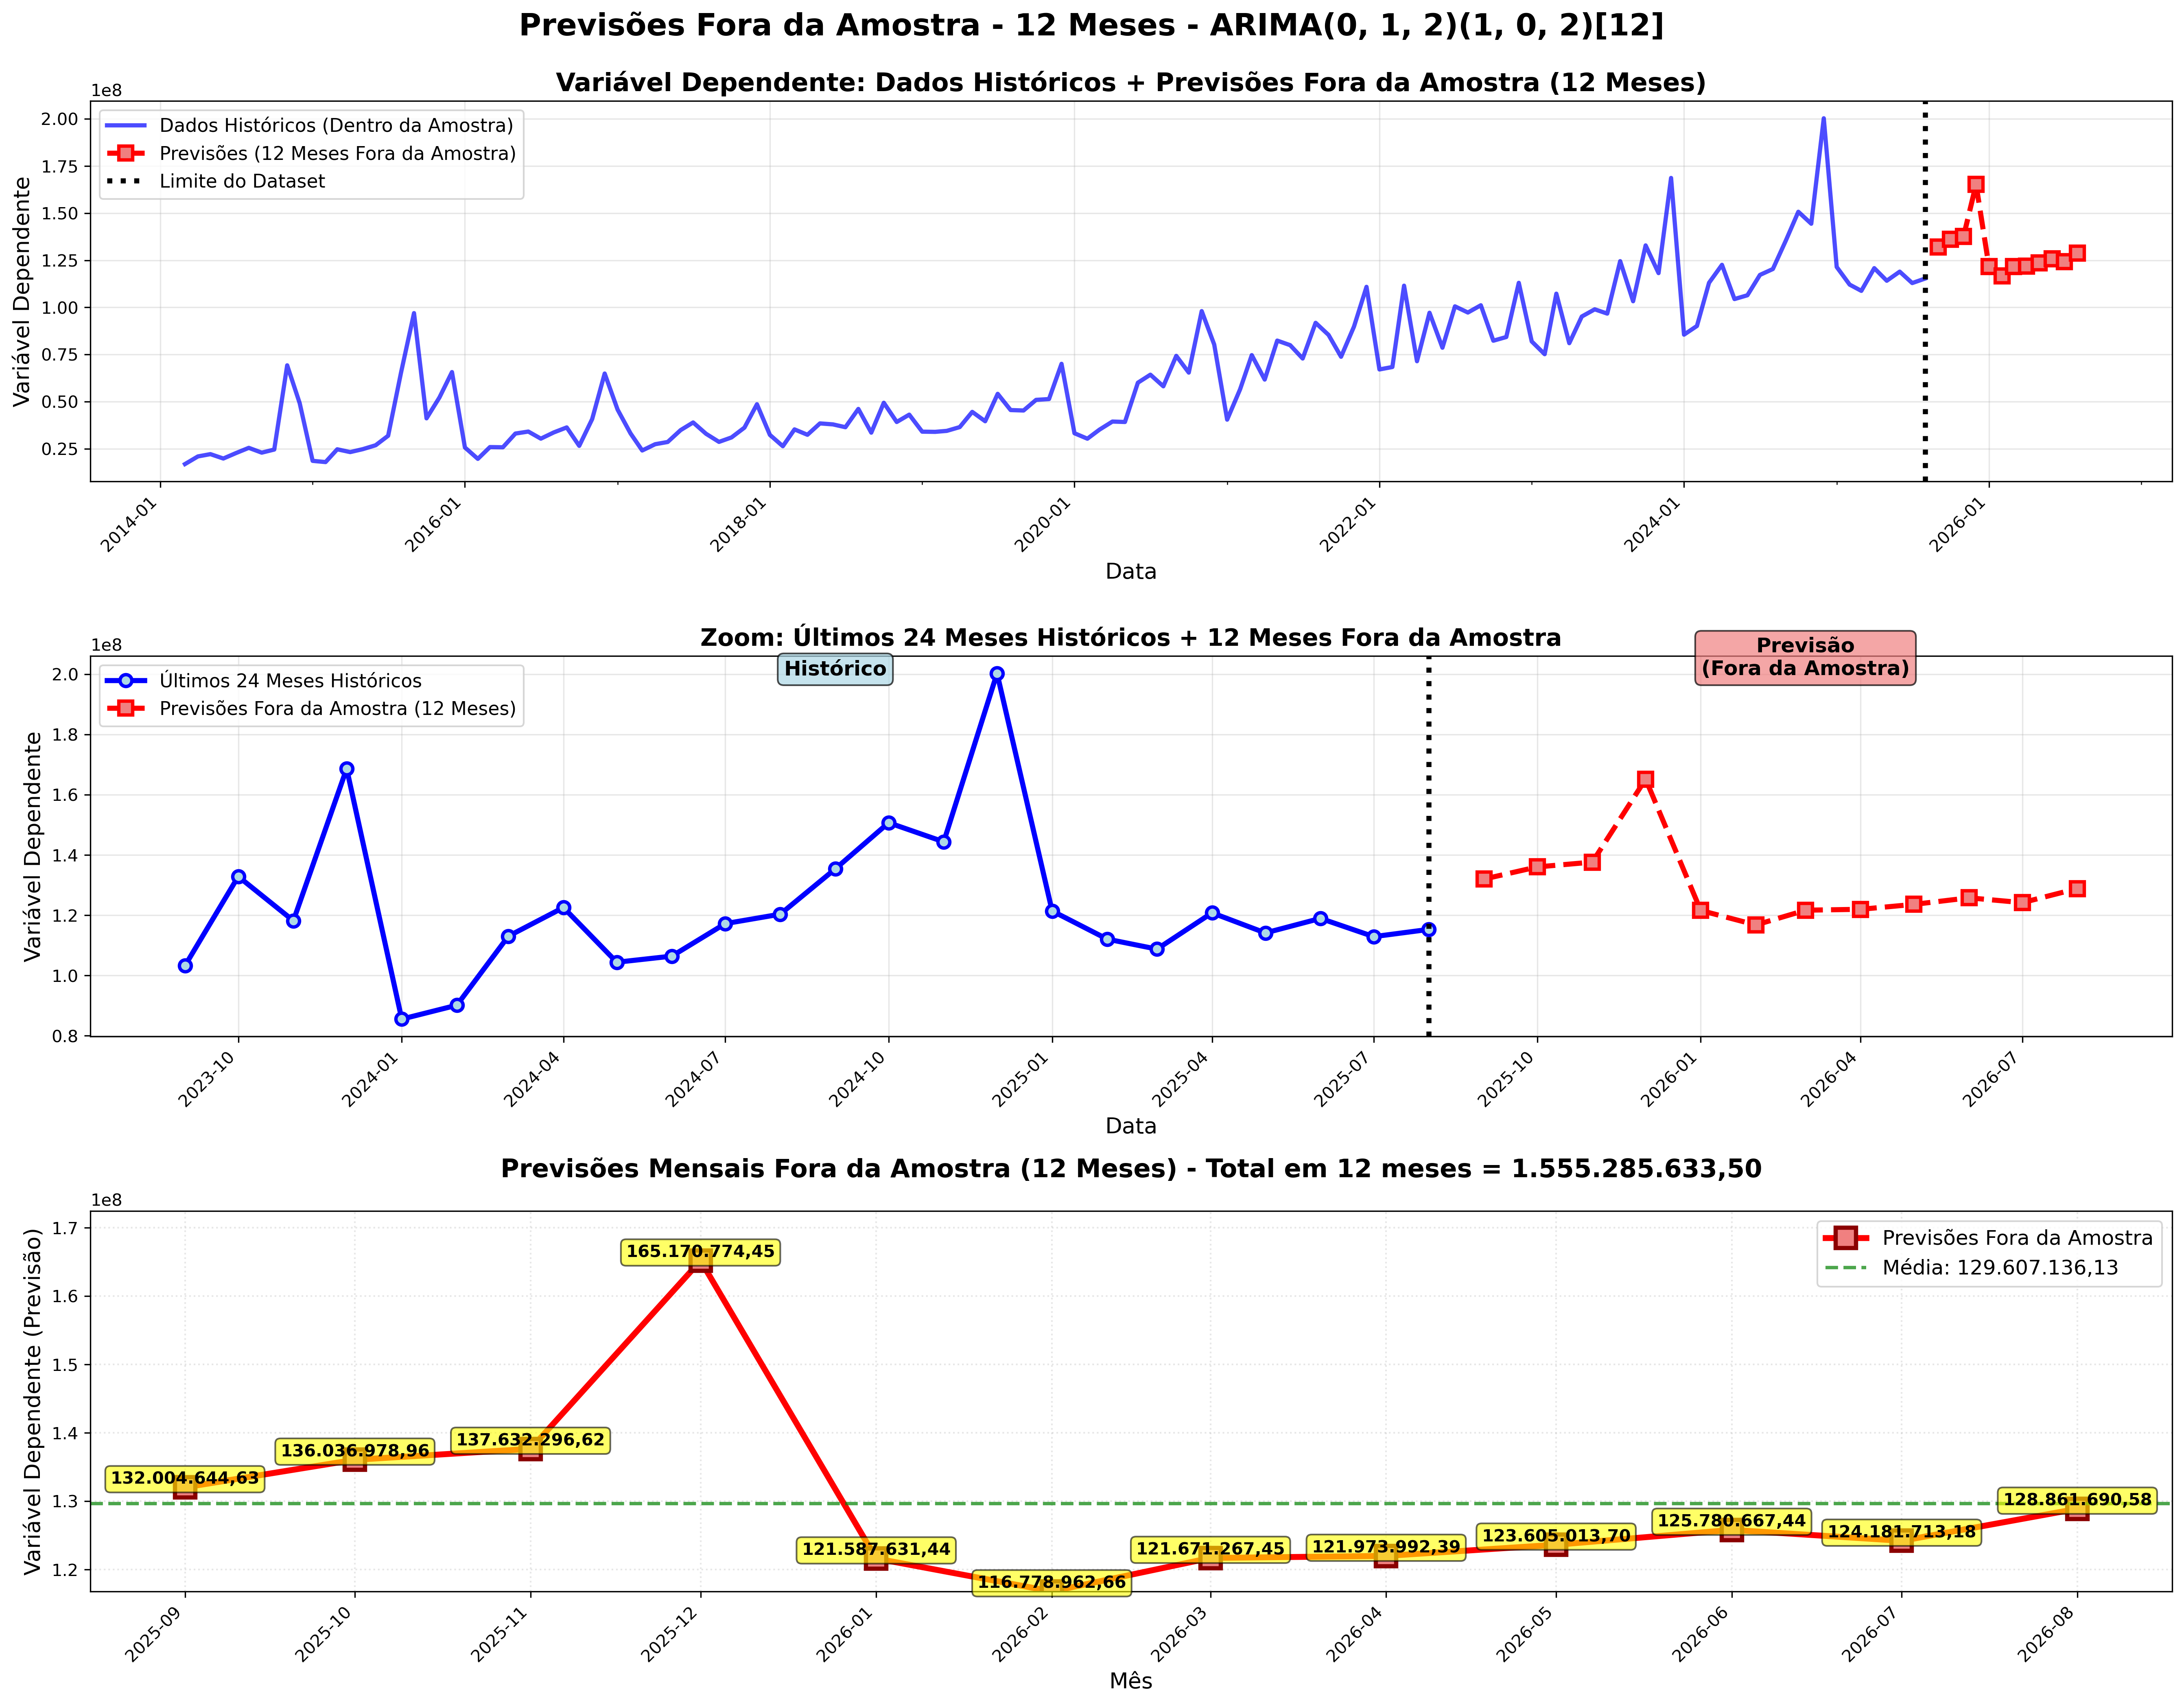 Previsões Fora da Amostra - 12 Meses - ARIMA(0, 1, 2)(1, 0, 2)[12]
Variável Dependente: Dados Históricos + Previsões Fora da Amostra (12 Meses)
1e8
Dados Históricos (Dentro da Amostra)
Previsões (12 Meses Fora da Amostra)
Limite do Dataset
Variável Dependente
2.00
1.75
1.50
1.25
1.00
0.75
0.50
0.25
2014-01
2016-01
2018-01
2020-01
2022-01
2024-01
2026-01
Data
Zoom: Últimos 24 Meses Históricos + 12 Meses Fora da Amostra
1e8
Últimos 24 Meses Históricos
Previsões Fora da Amostra (12 Meses)
Histórico
Previsão
(Fora da Amostra)
Variável Dependente
2.0
1.8
1.6
1.4
1.2
1.0
0.8
2023-10
2024-01
2024-04
2024-07
2024-10
2025-01
2025-04
2025-07
2025-10
2026-01
2026-04
2026-07
Data
Previsões Mensais Fora da Amostra (12 Meses) - Total em 12 meses = 1.555.285.633,50
1e8
Previsões Fora da Amostra
Média: 129.607.136,13
Variável Dependente (Previsão)
1.7
1.6
1.5
1.4
1.3
1.2
132.004.644,63
136.036.978,96
137.632.296,62
165.170.774,45
121.587.631,44
116.778.962,66
121.671.267,45
121.973.992,39
123.605.013,70
125.780.667,44
124.181.713,18
128.861.690,58
2025-09
2025-10
2025-11
2025-12
2026-01
2026-02
2026-03
2026-04
2026-05
2026-06
2026-07
2026-08
Mês